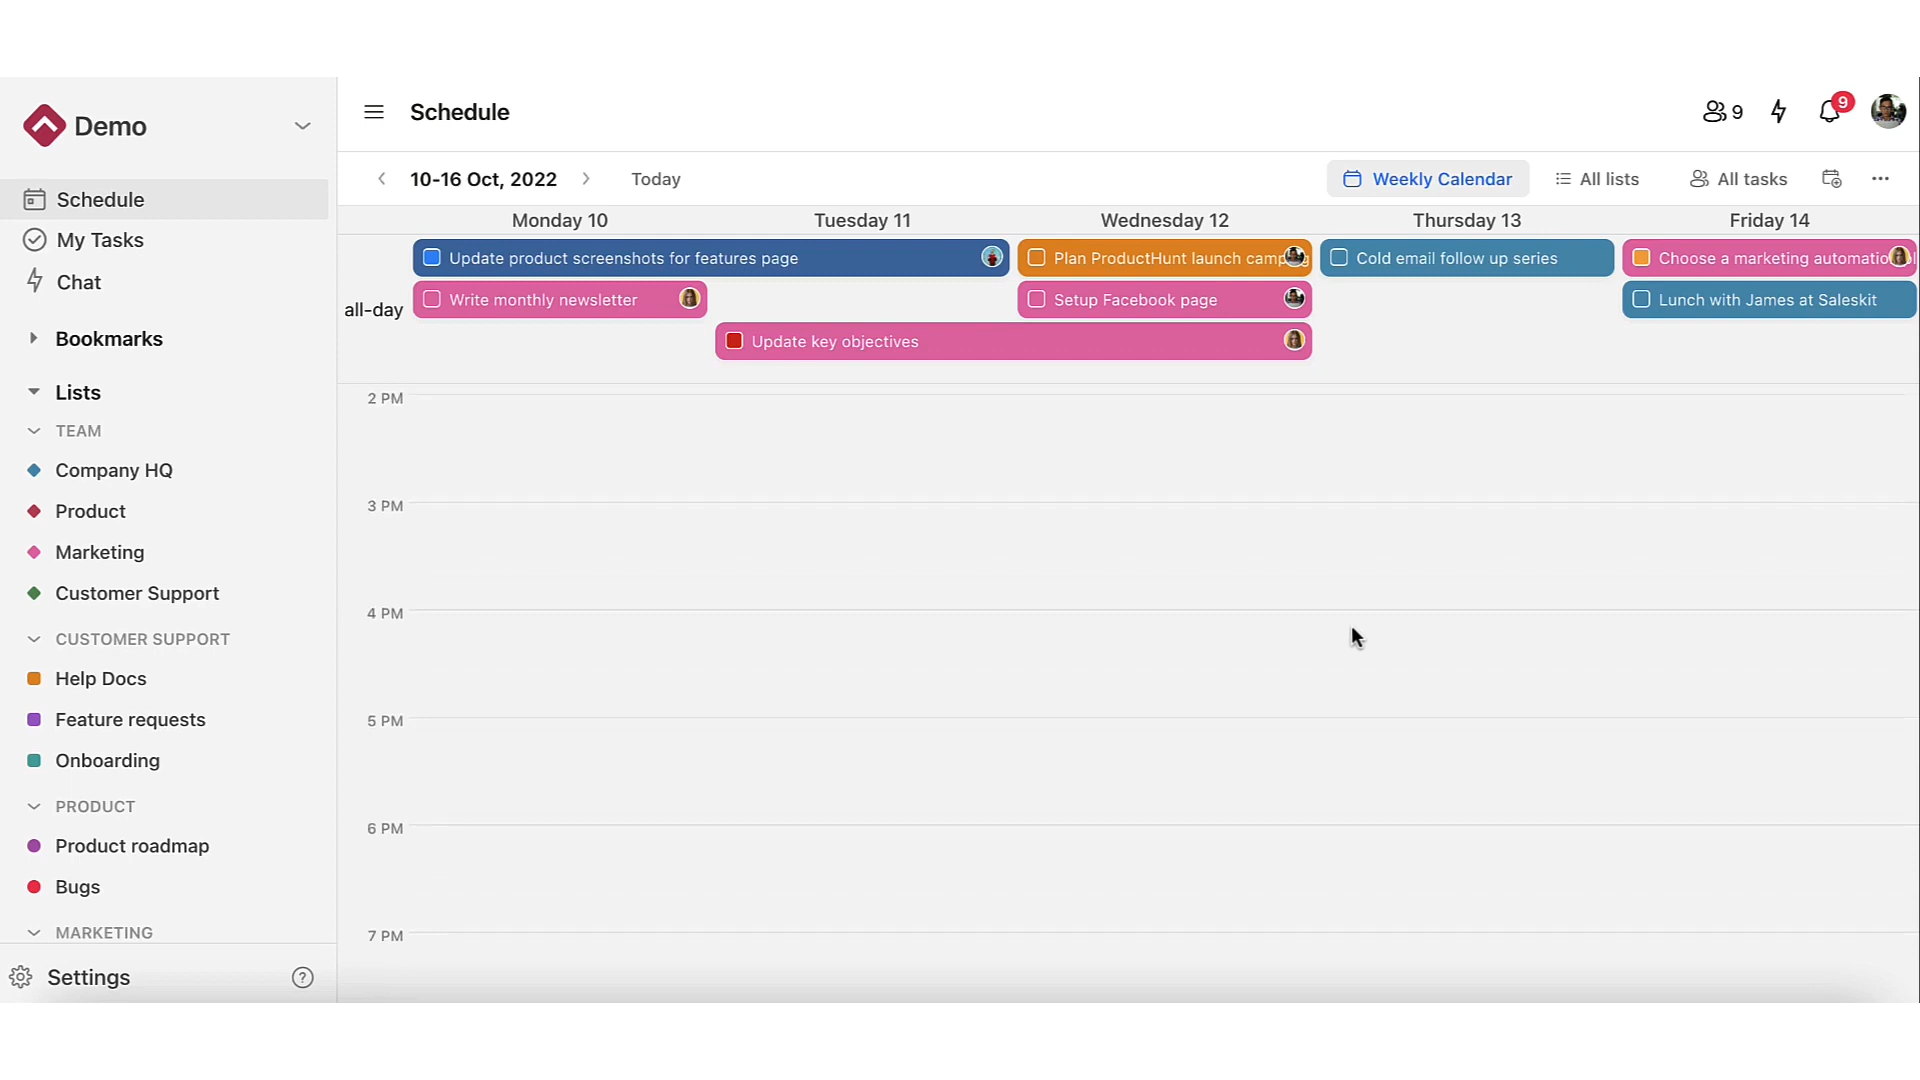 Demo
Schedule
My Tasks
Chat
Bookmarks
Lists
TEAM
Company HQ
Product
Marketing
Customer Support
CUSTOMER SUPPORT
Help Docs
Feature requests
Onboarding
PRODUCT
Product roadmap
Bugs
MARKETING
Settings
?
Schedule
9
9
10-16 Oct, 2022
Today
Weekly Calendar
All lists
All tasks
Monday 10
Tuesday 11
Wednesday 12
Thursday 13
Friday 14
all-day
Update product screenshots for features page
Plan ProductHunt launch
Cold email follow up series
Choose a marketing
Write monthly newsletter
Setup Facebook page
Lunch with James at Saleskit
Update key objectives
2 PM
3 PM
4 PM
5 PM
6 PM
7 PM